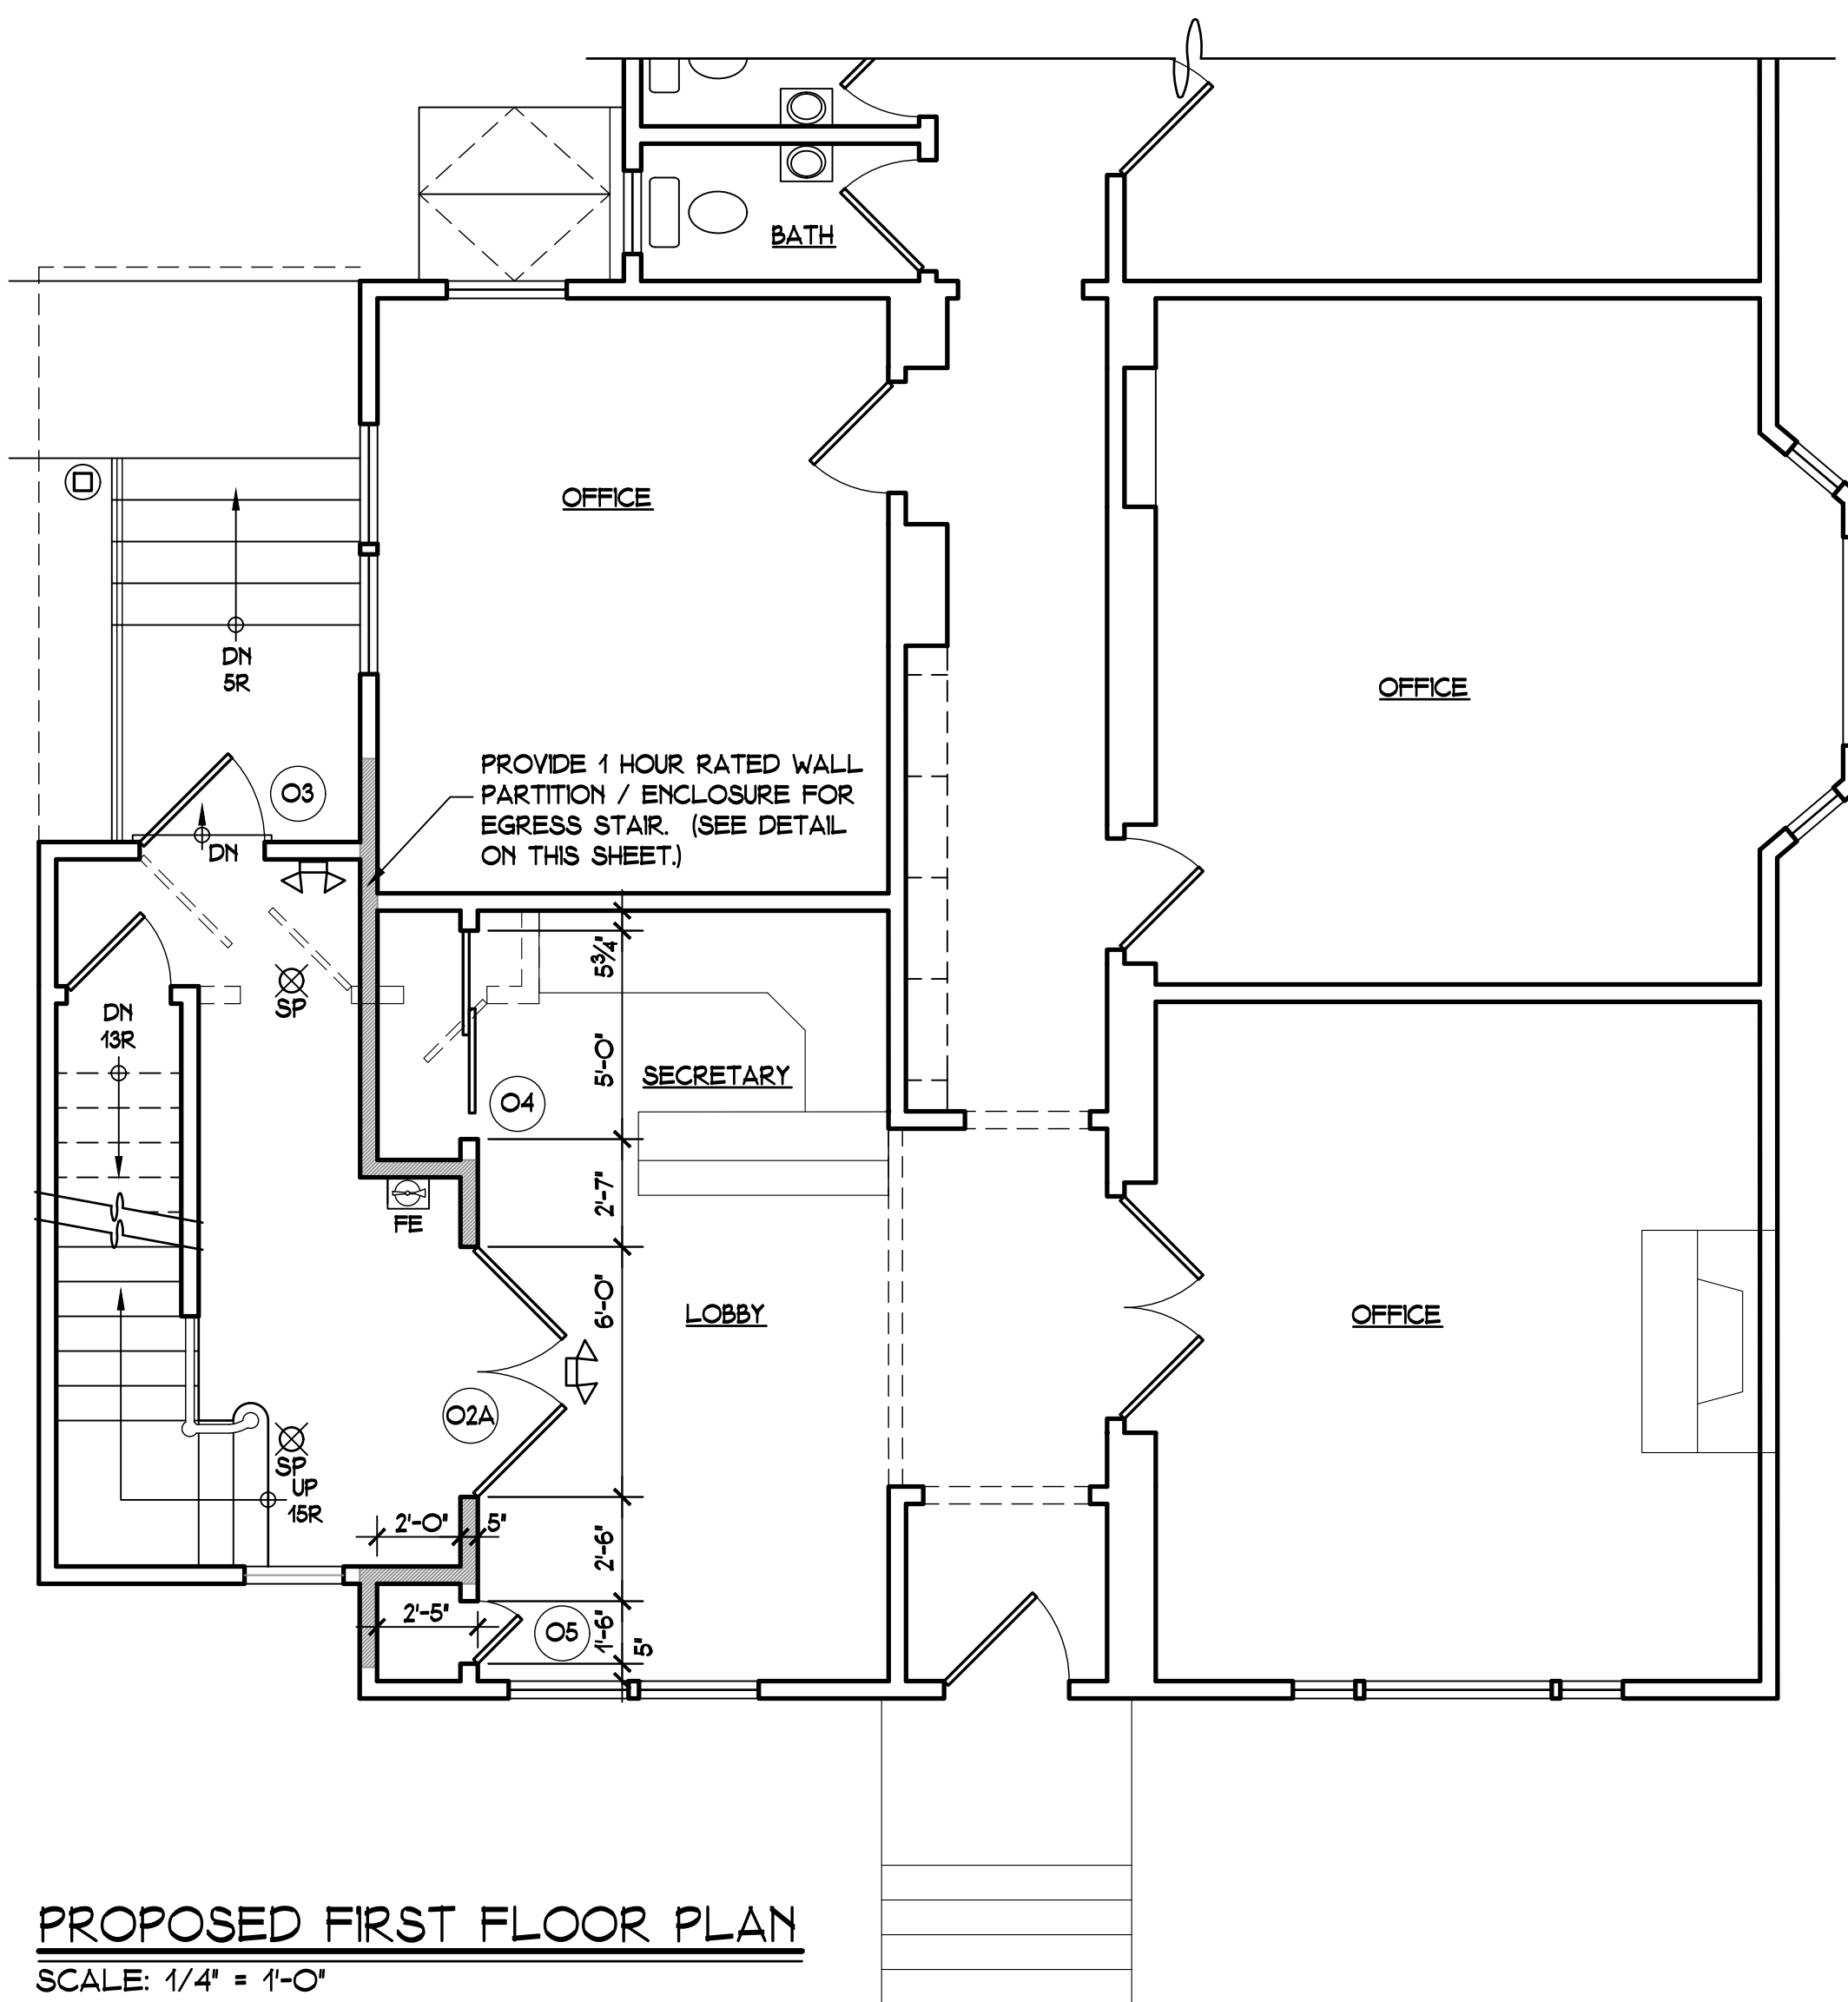 BATH
OFFICE
DN
5R
OFFICE
PROVIDE 1 HOUR RATED WALL
PARTITION / ENCLOSURE FOR
EGRESS STAIR. (SEE DETAIL
ON THIS SHEET.)
03
DN
5 3/4"
SP
DN
13R
5'-0"
SECRETARY
04
2'-7"
FE
6'-0"
LOBBY
OFFICE
02A
SP
UP
15R
2'-0"
5"
2'-6"
2'-5"
05
1'-6"
5"
PROPOSED FIRST FLOOR PLAN
SCALE: 1/4" = 1'-0"